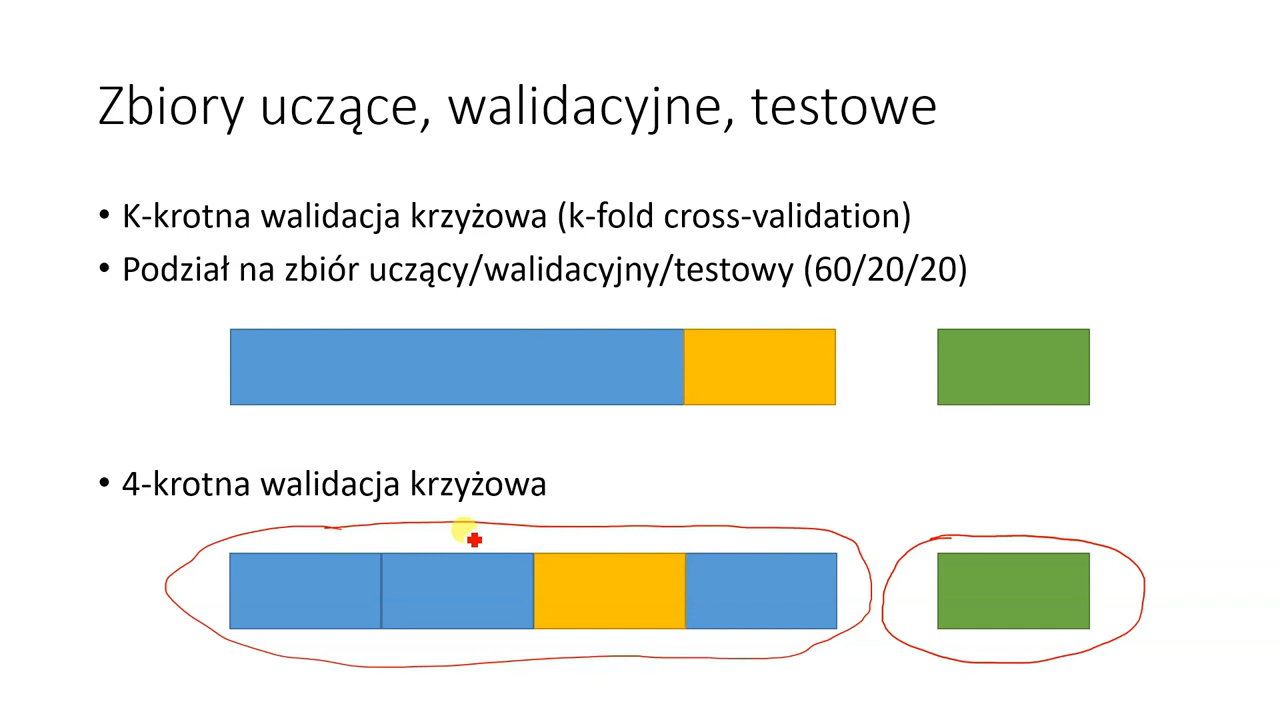 Zbiory uczące, walidacyjne, testowe
• K-krotna walidacja krzyżowa (k-fold cross-validation)
• Podział na zbiór uczący/walidacyjny/testowy (60/20/20)
• 4-krotna walidacja krzyżowa